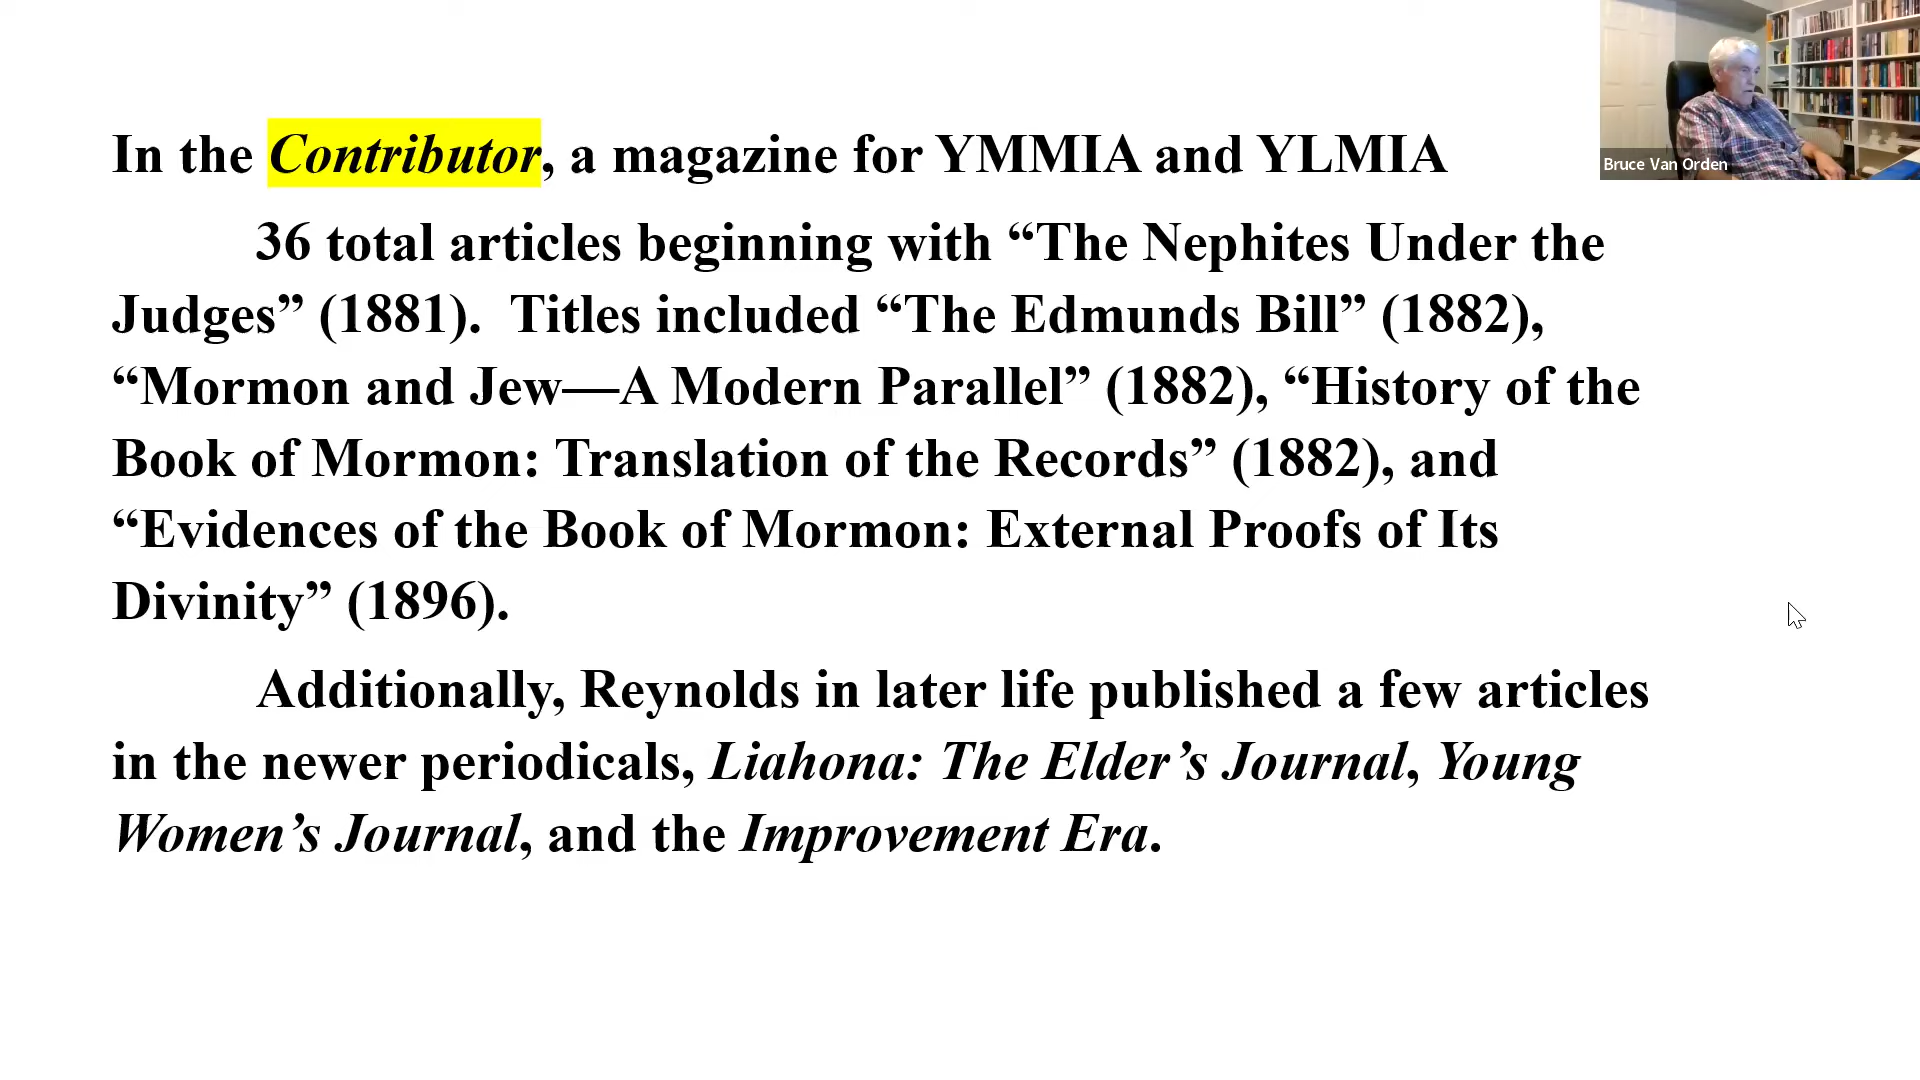 In the Contributor, a magazine for YMMIA and YLMIA
36 total articles beginning with “The Nephites Under the
Judges” (1881).  Titles included “The Edmunds Bill” (1882),
“Mormon and Jew—A Modern Parallel” (1882), “History of the
Book of Mormon: Translation of the Records” (1882), and
“Evidences of the Book of Mormon: External Proofs of Its
Divinity” (1896).
Additionally, Reynolds in later life published a few articles
in the newer periodicals, Liahona: The Elder’s Journal, Young
Women’s Journal, and the Improvement Era.
Bruce Van Orden